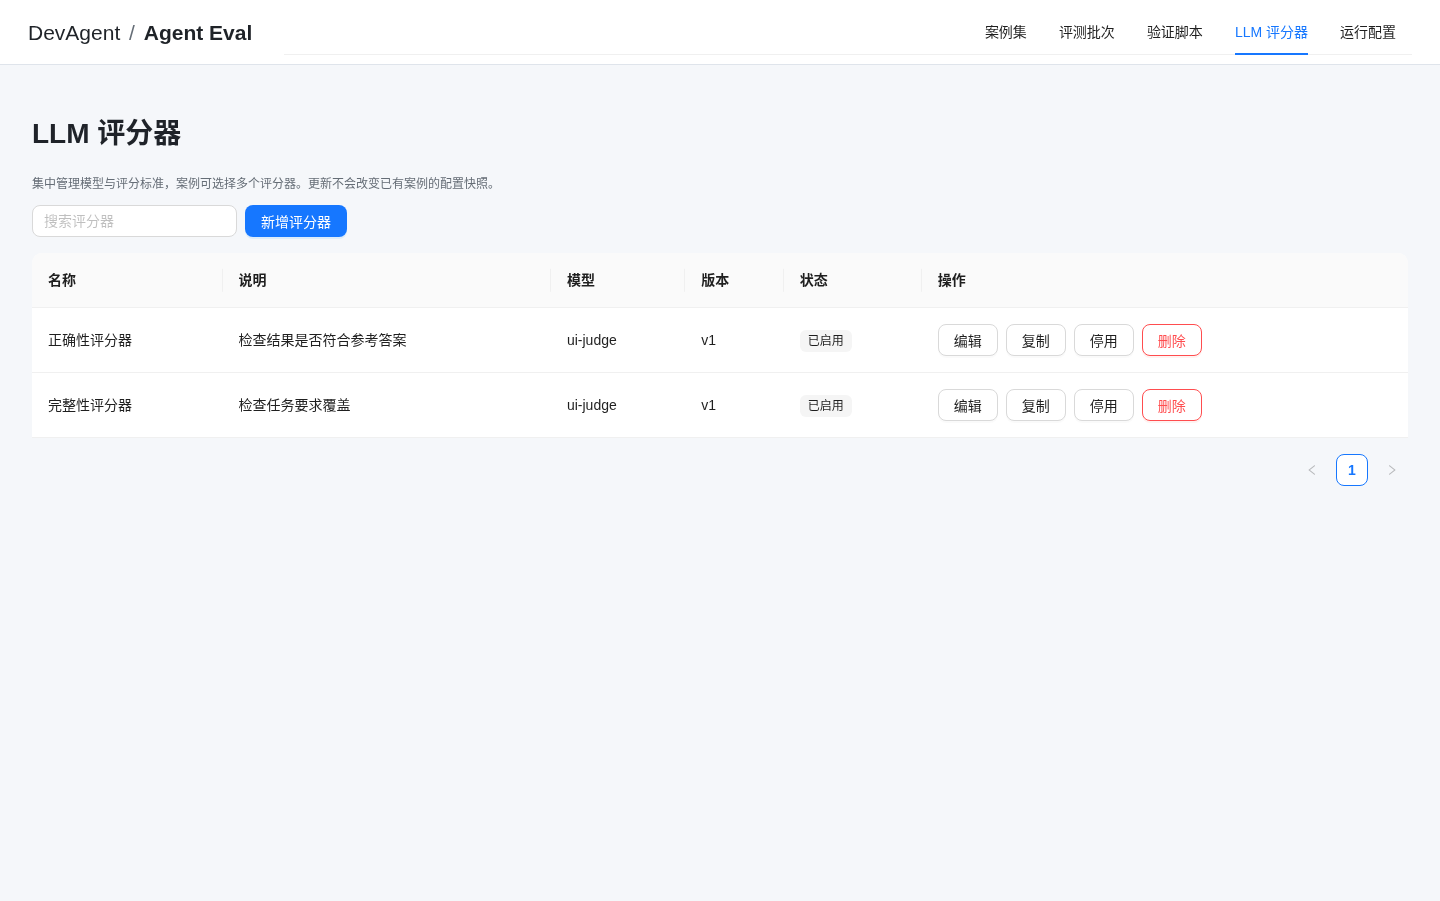 DevAgent / Agent Eval
案例集 评测批次 验证脚本 LLM 评分器 运行配置
LLM 评分器
集中管理模型与评分标准，案例可选择多个评分器。更新不会改变已有案例的配置快照。
搜索评分器 新增评分器
名称 说明 模型 版本 状态 操作
正确性评分器 检查结果是否符合参考答案 ui-judge v1 已启用 编辑 复制 停用 删除
完整性评分器 检查任务要求覆盖 ui-judge v1 已启用 编辑 复制 停用 删除
1